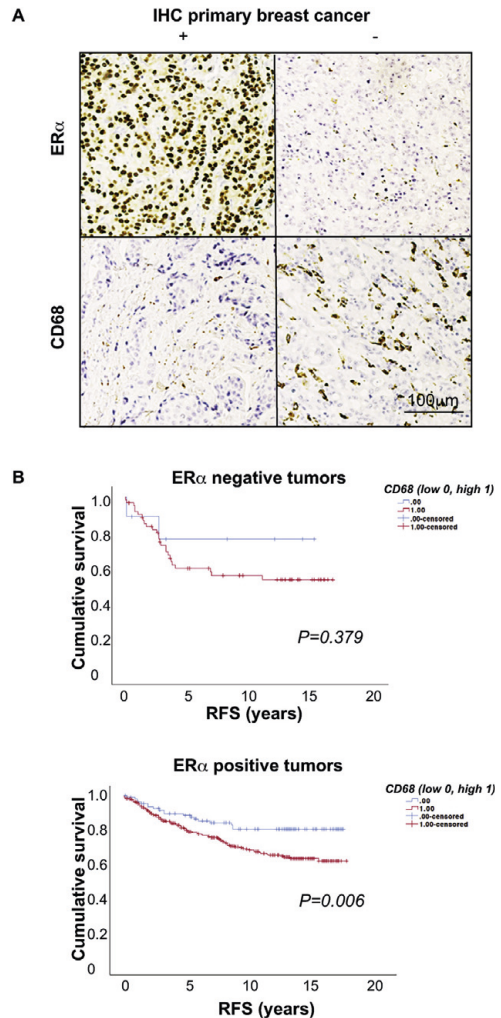 A
IHC primary breast cancer
+ -
ERα
CD68
100µm
B
ERα negative tumors
CD68 (low 0, high 1)
.00
1.00
.00-censored
1.00-censored
Cumulative survival
1.0
0.8
0.6
0.4
0.2
0
P=0.379
0 5 10 15 20
RFS (years)
ERα positive tumors
CD68 (low 0, high 1)
.00
1.00
.00-censored
1.00-censored
Cumulative survival
1.0
0.8
0.6
0.4
0.2
0
P=0.006
0 5 10 15 20
RFS (years)